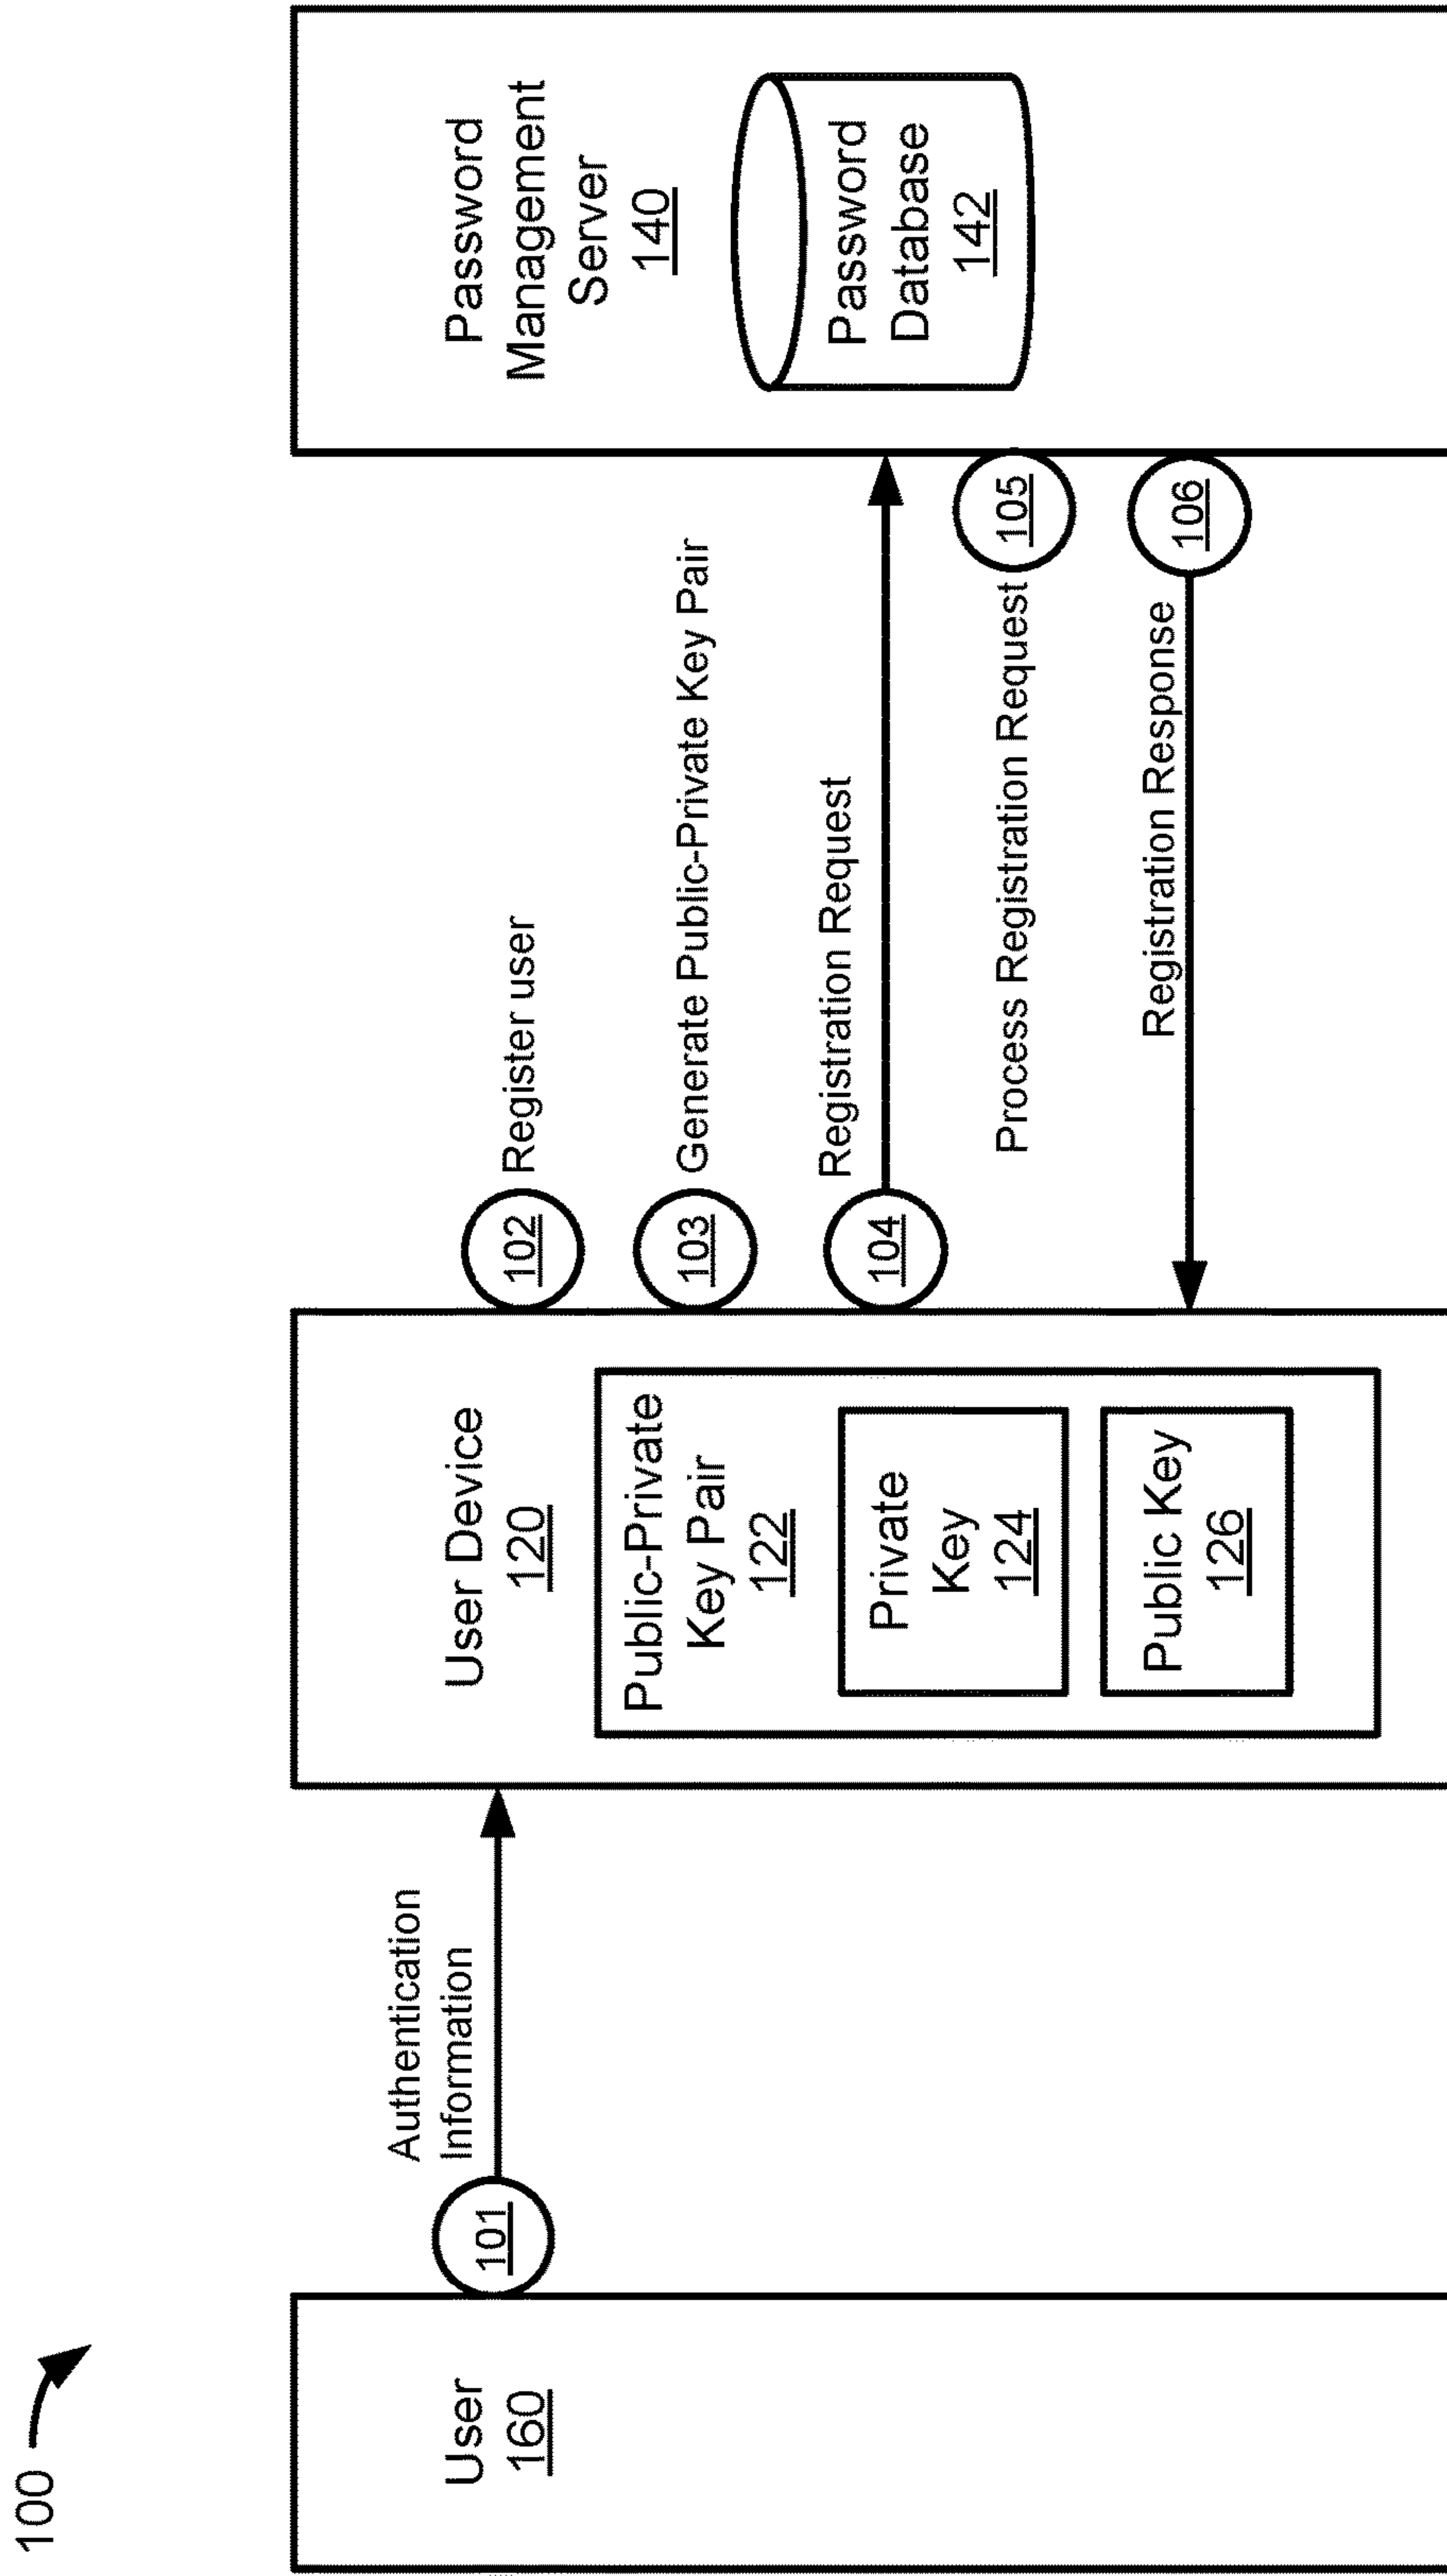 100
User
160
101
Authentication
Information
User Device
120
Public-Private
Key Pair
122
Private
Key
124
Public Key
126
102
Register user
103
Generate Public-Private Key Pair
104
Registration Request
105
Process Registration Request
106
Registration Response
Password
Management
Server
140
Password
Database
142